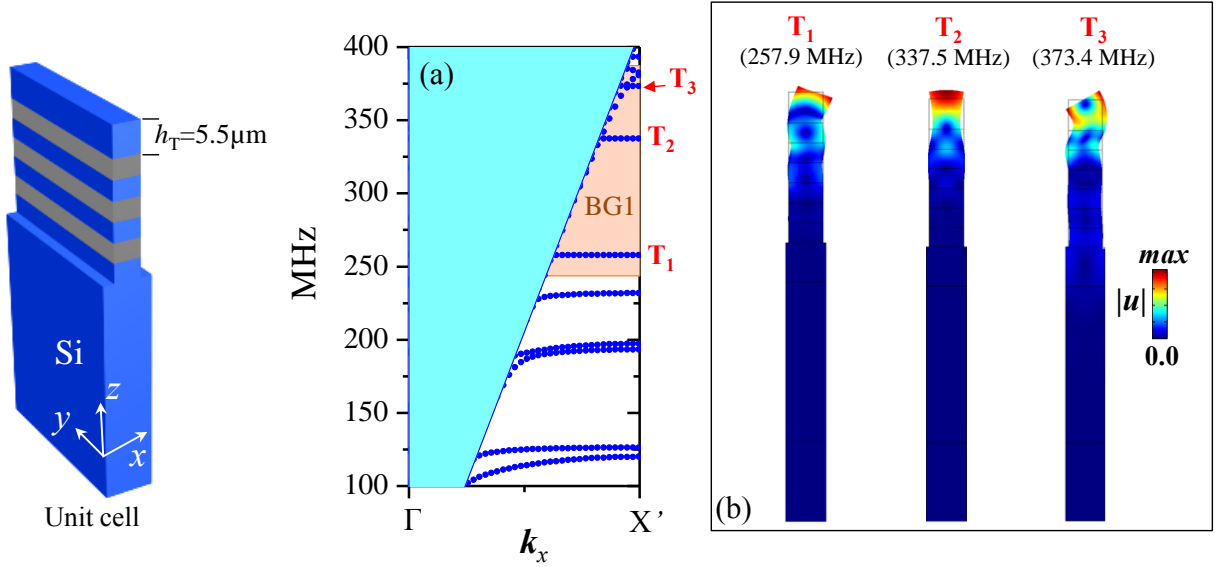 h_T=5.5μm
Si
z
y
x
Unit cell
(a)
MHz
400
350
300
250
200
150
100
T₃
T₂
BG1
T₁
Γ
X’
k_x
T₁
(257.9 MHz)
T₂
(337.5 MHz)
T₃
(373.4 MHz)
max
|u|
0.0
(b)